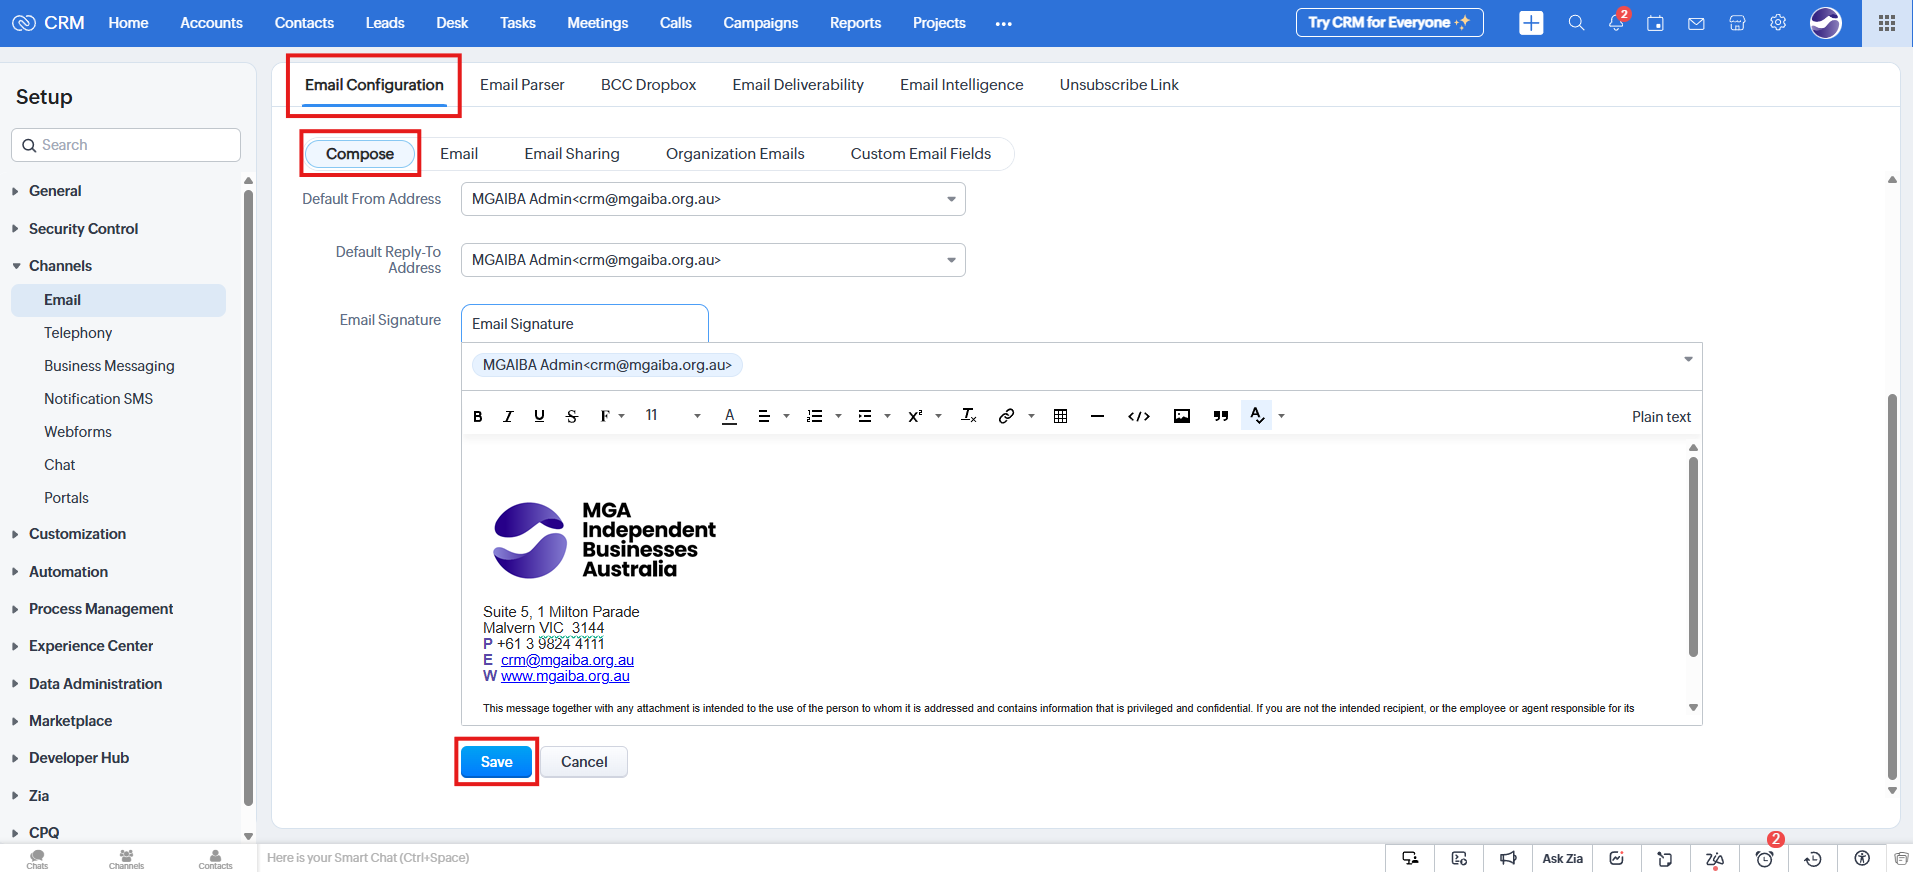 CRM Home Accounts Contacts Leads Desk Tasks Meetings Calls Campaigns Reports Projects ••• Try CRM for Everyone 2
Setup
Search
General
Security Control
Channels
Email
Telephony
Business Messaging
Notification SMS
Webforms
Chat
Portals
Customization
Automation
Process Management
Experience Center
Data Administration
Marketplace
Developer Hub
Zia
CPQ
Email Configuration Email Parser BCC Dropbox Email Deliverability Email Intelligence Unsubscribe Link
Compose Email Email Sharing Organization Emails Custom Email Fields
Default From Address MGAIBA Admin<crm@mgaiba.org.au>
Default Reply-To
Address
MGAIBA Admin<crm@mgaiba.org.au>
Email Signature Email Signature
MGAIBA Admin<crm@mgaiba.org.au>
B I U S F 11 A X² Tx </> Plain text
MGA
Independent
Businesses
Australia
Suite 5, 1 Milton Parade
Malvern VIC 3144
P +61 3 9824 4111
E crm@mgaiba.org.au
W www.mgaiba.org.au
This message together with any attachment is intended to the use of the person to whom it is addressed and contains information that is privileged and confidential. If you are not the intended recipient, or the employee or agent responsible for its
Save Cancel
Chats Channels Contacts Here is your Smart Chat (Ctrl+Space) Ask Zia 2